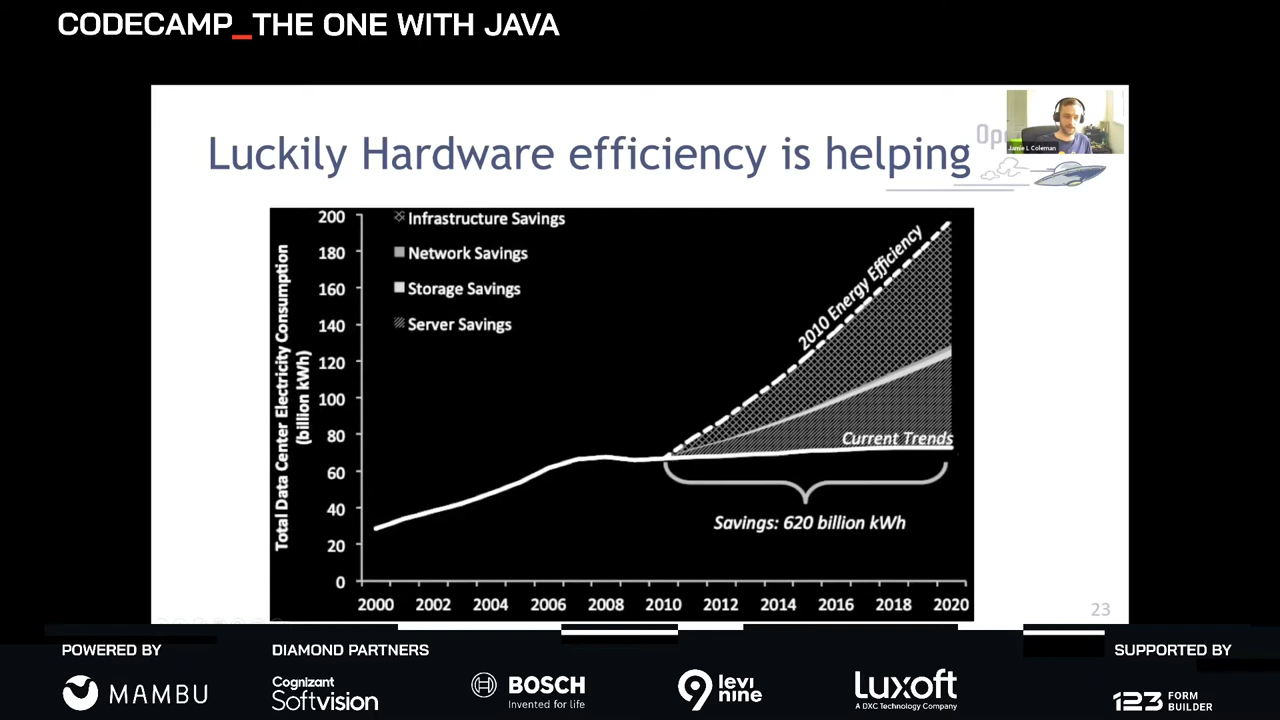 CODECAMP_THE ONE WITH JAVA
Luckily Hardware efficiency is helping
Jamie L Coleman
Total Data Center Electricity Consumption
(billion kWh)
200
180
160
140
120
100
80
60
40
20
0
Infrastructure Savings
Network Savings
Storage Savings
Server Savings
2010 Energy Efficiency
Current Trends
Savings: 620 billion kWh
2000 2002 2004 2006 2008 2010 2012 2014 2016 2018 2020
23
POWERED BY
MAMBU
DIAMOND PARTNERS
Cognizant
Softvision
BOSCH
Invented for life
9 levi
nine
Luxoft
A DXC Technology Company
SUPPORTED BY
123 FORM
BUILDER